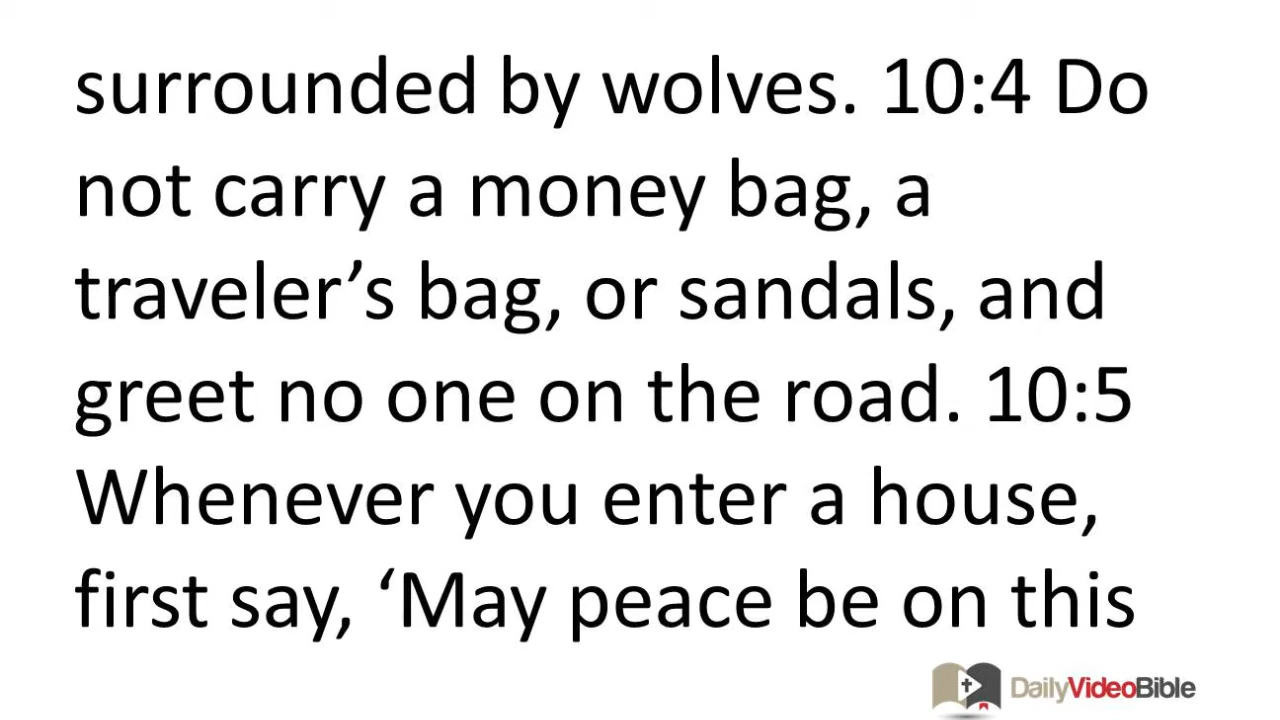 surrounded by wolves. 10:4 Do
not carry a money bag, a
traveler’s bag, or sandals, and
greet no one on the road. 10:5
Whenever you enter a house,
first say, ‘May peace be on this
DailyVideoBible